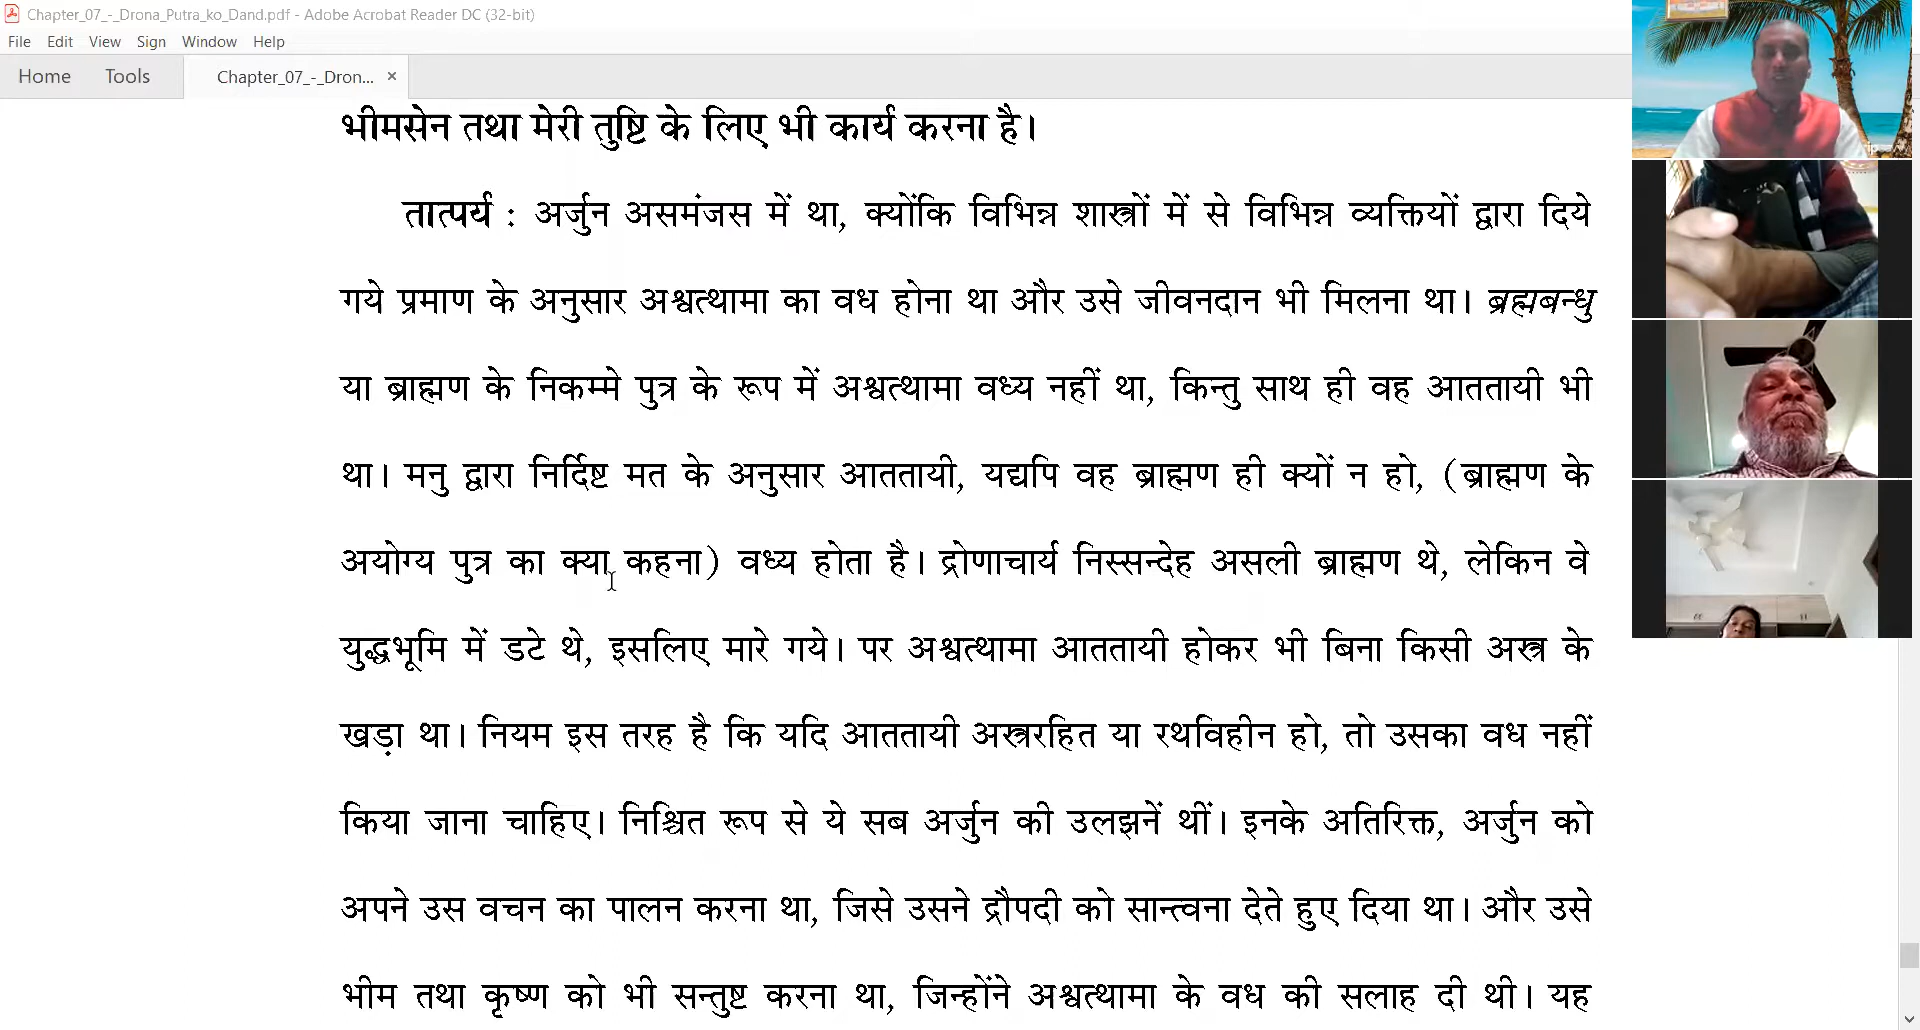 Chapter_07_-_Drona_Putra_ko_Dand.pdf - Adobe Acrobat Reader DC (32-bit)
File Edit View Sign Window Help
Home Tools Chapter_07_-_Dron... ×
भीमसेन तथा मेरी तुष्टि के लिए भी कार्य करना है।
तात्पर्य : अर्जुन असमंजस में था, क्योंकि विभिन्न शास्त्रों में से विभिन्न व्यक्तियों द्वारा दिये
गये प्रमाण के अनुसार अश्वत्थामा का वध होना था और उसे जीवनदान भी मिलना था। ब्रह्मबन्धु
या ब्राह्मण के निकम्मे पुत्र के रूप में अश्वत्थामा वध्य नहीं था, किन्तु साथ ही वह आततायी भी
था। मनु द्वारा निर्दिष्ट मत के अनुसार आततायी, यद्यपि वह ब्राह्मण ही क्यों न हो, (ब्राह्मण के
अयोग्य पुत्र का क्या कहना) वध्य होता है। द्रोणाचार्य निस्सन्देह असली ब्राह्मण थे, लेकिन वे
युद्धभूमि में डटे थे, इसलिए मारे गये। पर अश्वत्थामा आततायी होकर भी बिना किसी अस्त्र के
खड़ा था। नियम इस तरह है कि यदि आततायी अस्त्ररहित या रथविहीन हो, तो उसका वध नहीं
किया जाना चाहिए। निश्चित रूप से ये सब अर्जुन की उलझनें थीं। इनके अतिरिक्त, अर्जुन को
अपने उस वचन का पालन करना था, जिसे उसने द्रौपदी को सान्त्वना देते हुए दिया था। और उसे
भीम तथा कृष्ण को भी सन्तुष्ट करना था, जिन्होंने अश्वत्थामा के वध की सलाह दी थी। यह